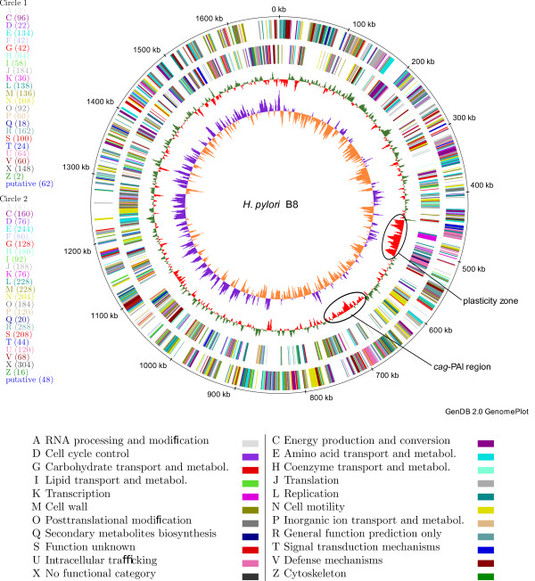 Circle 1
C (96)
D (22)
E (134)
G (42)
I (58)
J (184)
K (36)
L (138)
M (136)
O (92)
Q (18)
R (162)
S (100)
T (24)
V (60)
X (148)
Z (2)
putative (62)
Circle 2
C (160)
D (76)
E (244)
G (128)
I (92)
J (188)
K (76)
L (228)
M (228)
O (184)
Q (20)
R (288)
S (208)
T (44)
U (120)
V (68)
X (304)
Z (16)
putative (48)
0 kb
100 kb
200 kb
300 kb
400 kb
500 kb
600 kb
700 kb
800 kb
900 kb
1000 kb
1100 kb
1200 kb
1300 kb
1400 kb
1500 kb
1600 kb
H. pylori B8
plasticity zone
cag-PAI region
GenDB 2.0 GenomePlot
A RNA processing and modification
D Cell cycle control
G Carbohydrate transport and metabol.
I Lipid transport and metabol.
K Transcription
M Cell wall
O Posttranslational modification
Q Secondary metabolites biosynthesis
S Function unknown
U Intracellular trafficking
X No functional category
C Energy production and conversion
E Amino acid transport and metabol.
H Coenzyme transport and metabol.
J Translation
L Replication
N Cell motility
P Inorganic ion transport and metabol.
R General function prediction only
T Signal transduction mechanisms
V Defense mechanisms
Z Cytoskeleton